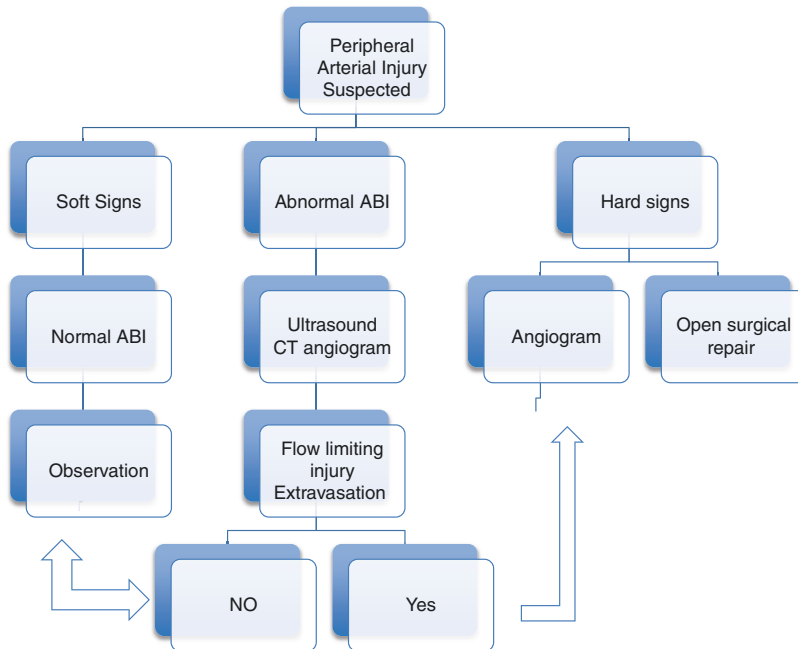 Peripheral
Arterial Injury
Suspected
Soft Signs
Abnormal ABI
Hard signs
Normal ABI
Ultrasound
CT angiogram
Angiogram
Open surgical
repair
Observation
Flow limiting
injury
Extravasation
NO
Yes